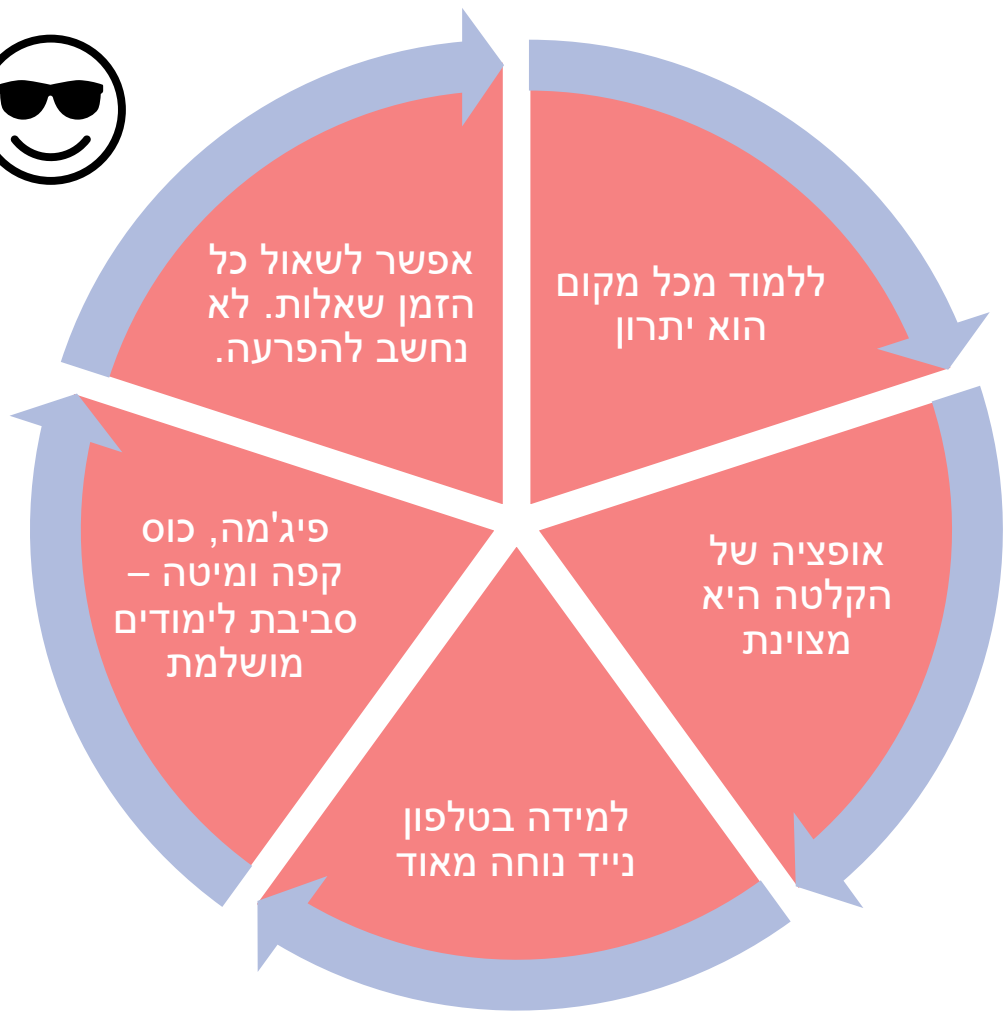 ללמוד מכל מקום
הוא יתרון
אופציה של
הקלטה היא
מצוינת
למידה בטלפון
נייד נוחה מאוד
פיג'מה, כוס
קפה ומיטה –
סביבת לימודים
מושלמת
אפשר לשאול כל
הזמן שאלות. לא
נחשב להפרעה.